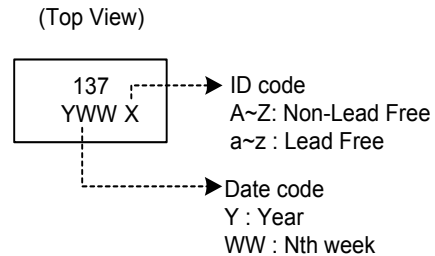 (Top View)
137
YWW X
ID code
A~Z: Non-Lead Free
a~z : Lead Free
Date code
Y : Year
WW : Nth week